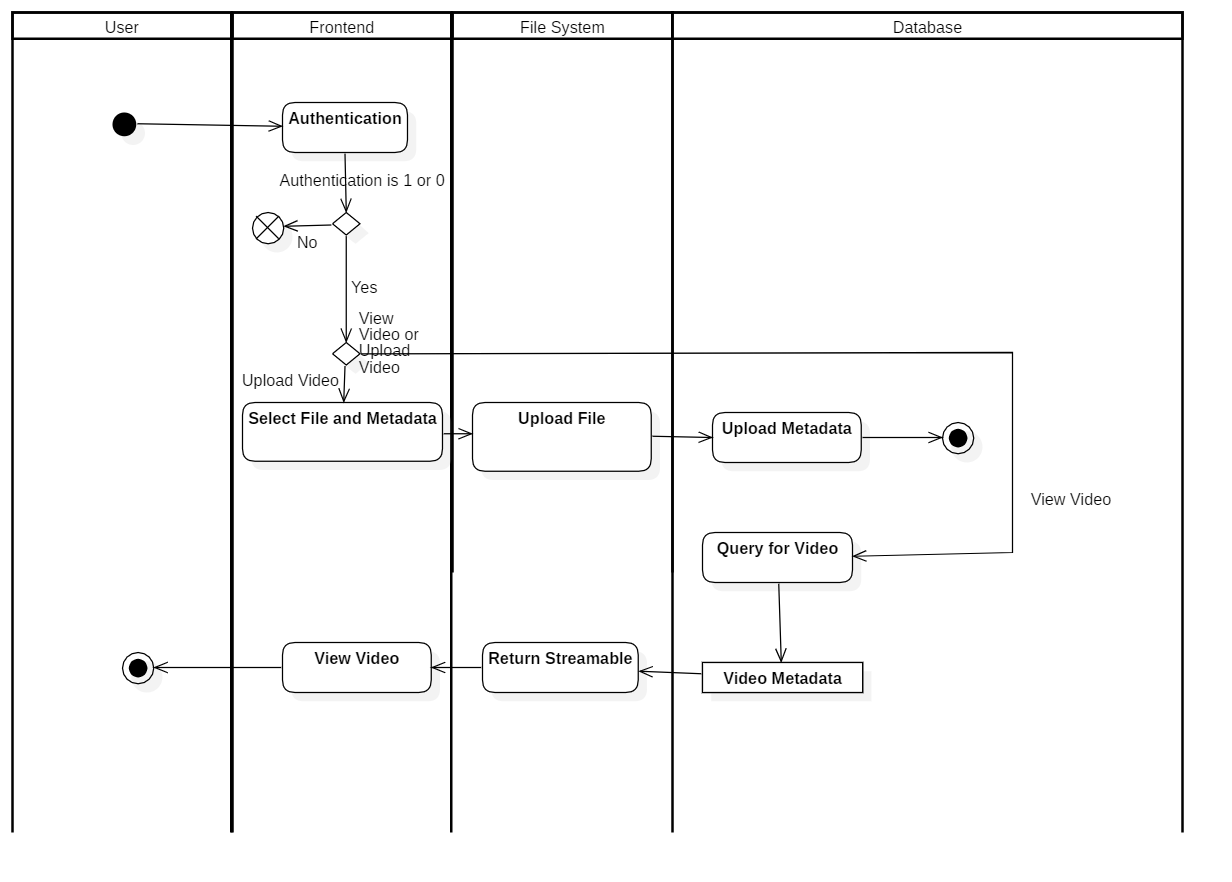 User
Frontend
File System
Database
Authentication
Authentication is 1 or 0
No
Yes
View
Video or
Upload
Video
Upload Video
Select File and Metadata
Upload File
Upload Metadata
View Video
Query for Video
View Video
Return Streamable
Video Metadata